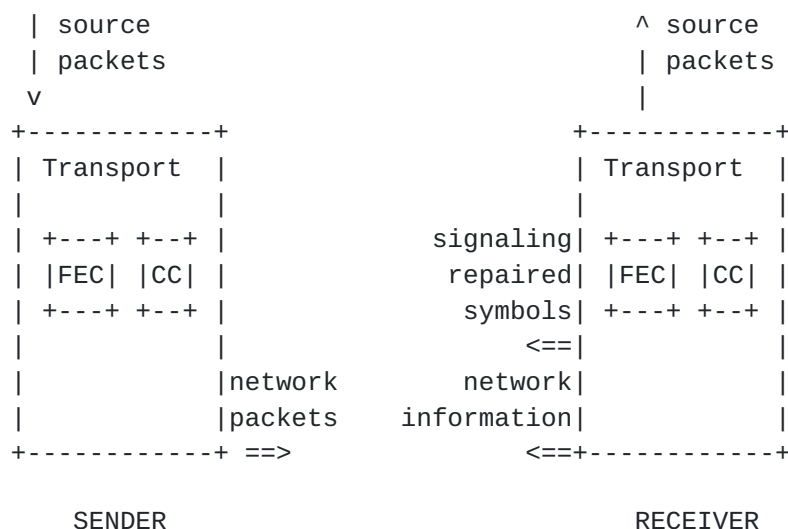 | source                                 ^ source
 | packets                                | packets
 v                                        |
+------------+                        +------------+
| Transport  |                        | Transport  |
|            |                        |            |
| +---+ +--+ |               signaling| +---+ +--+ |
| |FEC| |CC| |                repaired| |FEC| |CC| |
| +---+ +--+ |                 symbols| +---+ +--+ |
|            |                     <==|            |
|            |network          network|            |
|            |packets      information|            |
+------------+ ==>                 <==+------------+
    SENDER                                RECEIVER